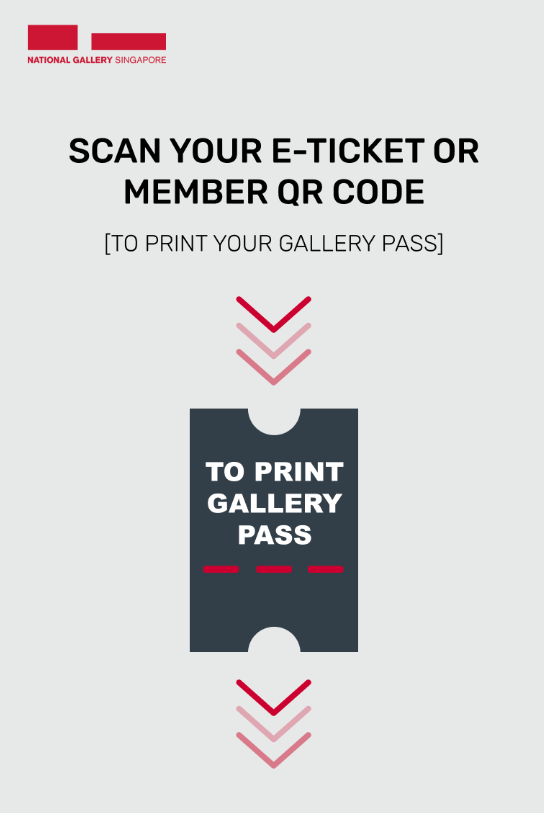 NATIONAL GALLERY SINGAPORE
SCAN YOUR E-TICKET OR
MEMBER QR CODE
[TO PRINT YOUR GALLERY PASS]
TO PRINT
GALLERY
PASS